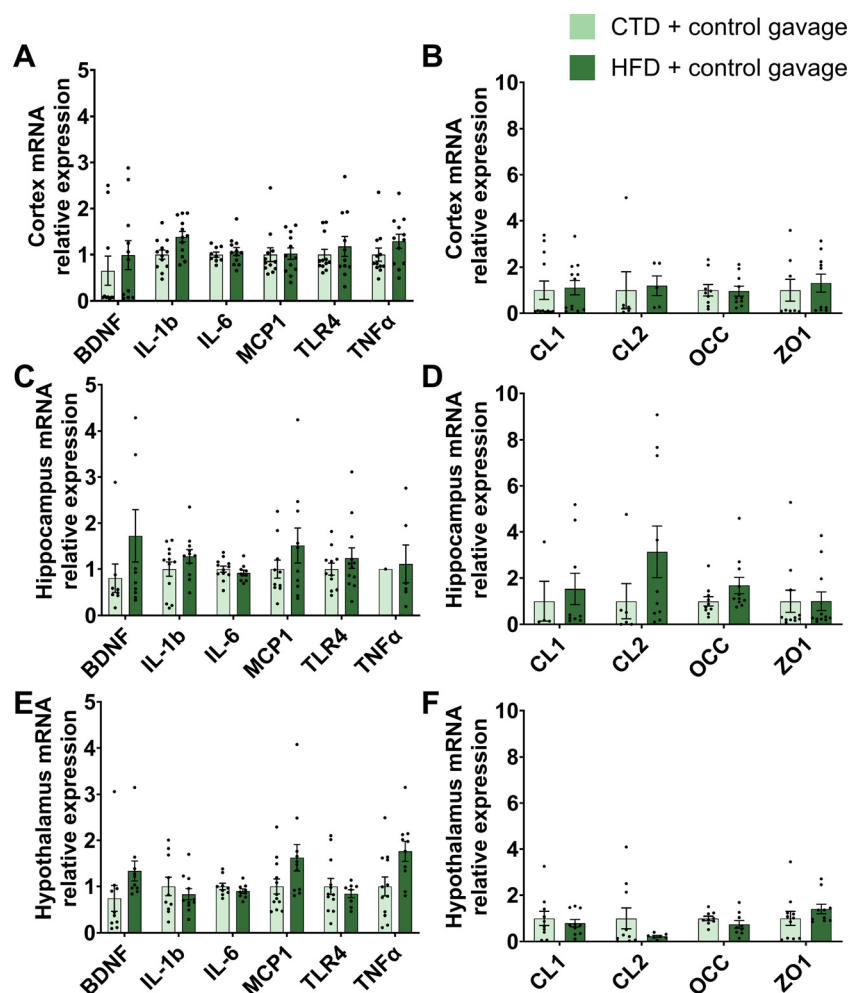 CTD + control gavage
HFD + control gavage
A
Cortex mRNA
relative expression
5
4
3
2
1
0
BDNF
IL-1b
IL-6
MCP1
TLR4
TNFα
B
Cortex mRNA
relative expression
10
8
6
4
2
0
CL1
CL2
OCC
ZO1
C
Hippocampus mRNA
relative expression
5
4
3
2
1
0
BDNF
IL-1b
IL-6
MCP1
TLR4
TNFα
D
Hippocampus mRNA
relative expression
10
8
6
4
2
0
CL1
CL2
OCC
ZO1
E
Hypothalamus mRNA
relative expression
5
4
3
2
1
0
BDNF
IL-1b
IL-6
MCP1
TLR4
TNFα
F
Hypothalamus mRNA
relative expression
10
8
6
4
2
0
CL1
CL2
OCC
ZO1